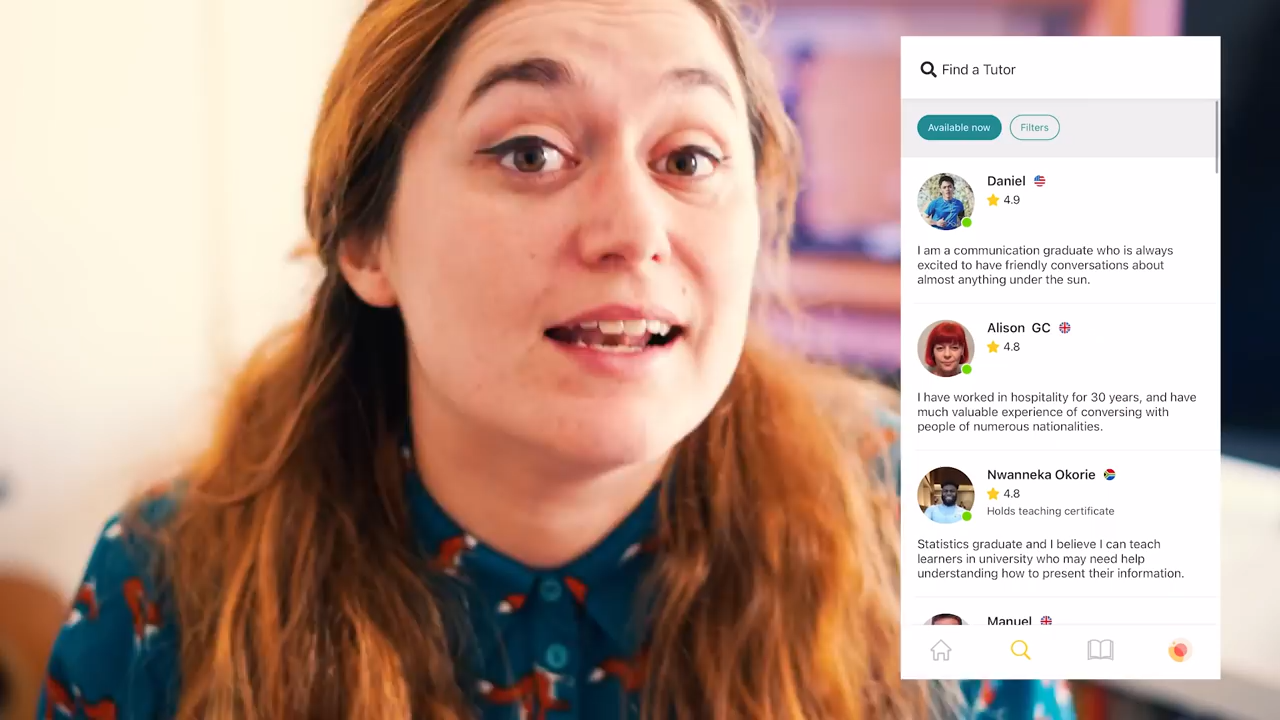 Find a Tutor
Available now
Filters
Daniel
4.9
I am a communication graduate who is always
excited to have friendly conversations about
almost anything under the sun.
Alison GC
4.8
I have worked in hospitality for 30 years, and have
much valuable experience of conversing with
people of numerous nationalities.
Nwanneka Okorie
4.8
Holds teaching certificate
Statistics graduate and I believe I can teach
learners in university who may need help
understanding how to present their information.
Manuel